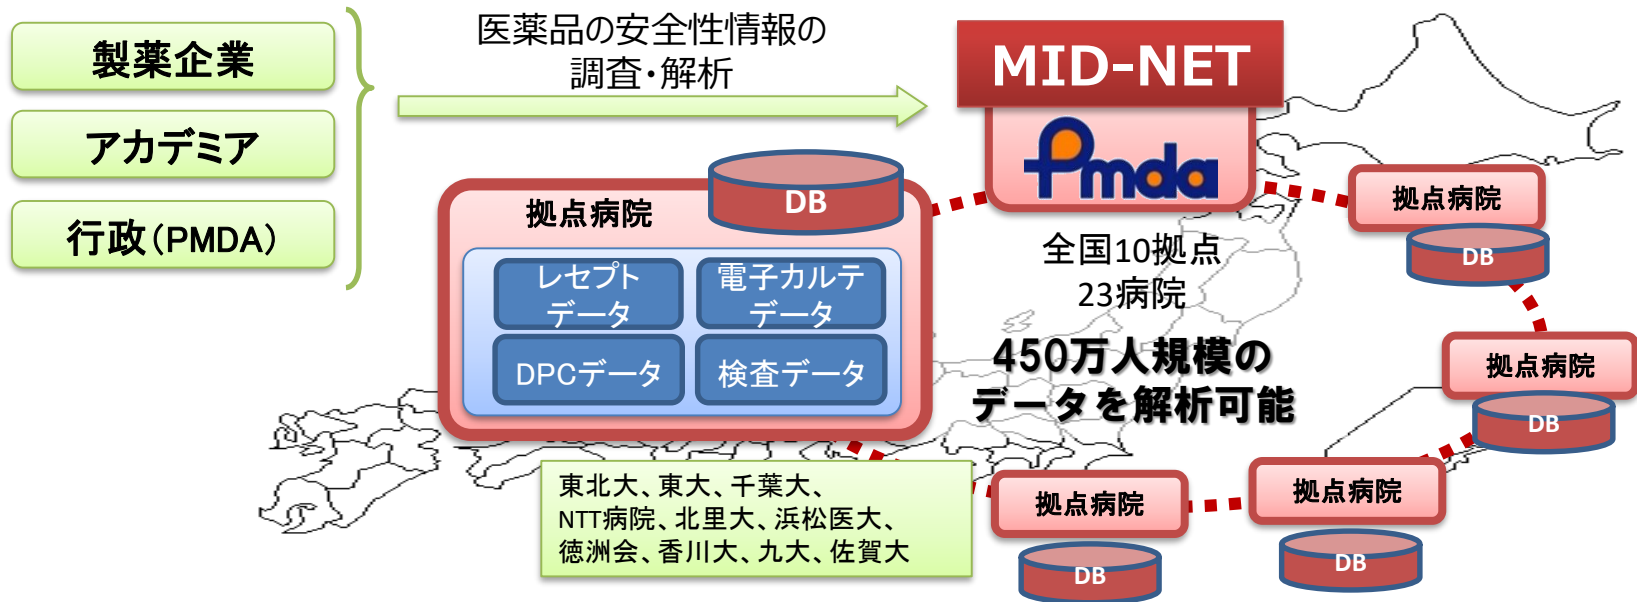 製薬企業
アカデミア
行政(PMDA)
医薬品の安全性情報の
調査・解析
MID-NET
Pmda
拠点病院
DB
レセプト
データ
電子カルテ
データ
DPCデータ
検査データ
全国10拠点
23病院
450万人規模の
データを解析可能
拠点病院
DB
拠点病院
DB
拠点病院
DB
拠点病院
DB
東北大、東大、千葉大、
NTT病院、北里大、浜松医大、
徳洲会、香川大、九大、佐賀大